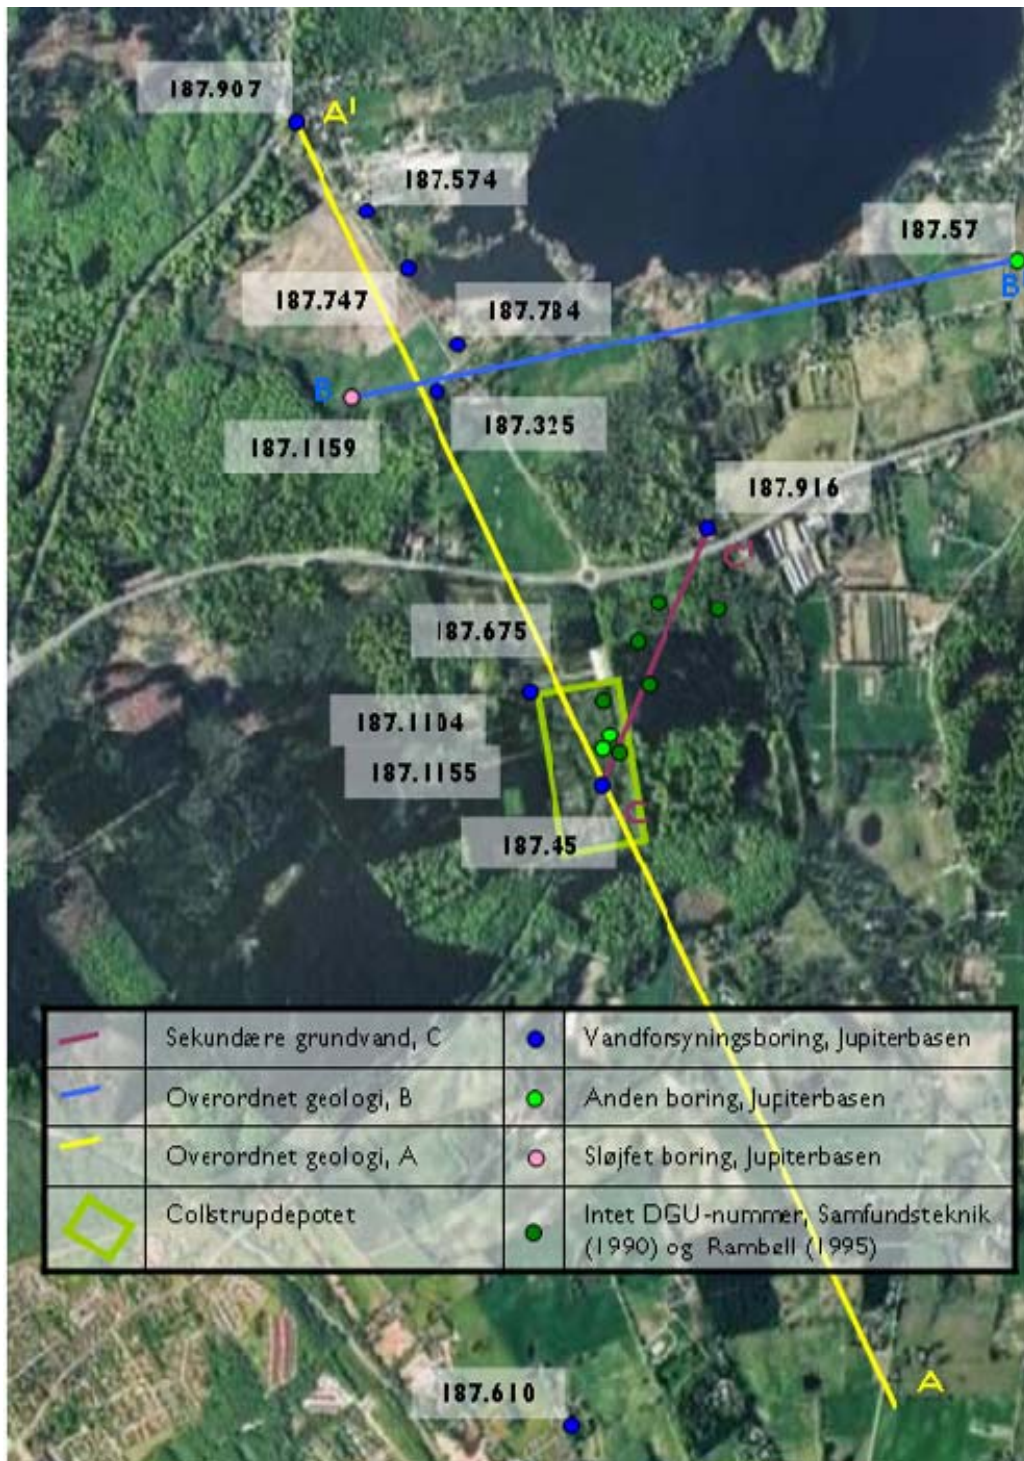 187.907
A'
187.574
187.57
B
187.747
187.784
B
187.325
187.1159
187.916
C'
187.675
187.1104
187.1155
C
187.45
Sekundære grundvand, C
Vandforsyningsboring, Jupiterbasen
Overordnet geologi, B
Anden boring, Jupiterbasen
Overordnet geologi, A
Sløjfet boring, Jupiterbasen
Collstrupdepotet
Intet DGU-nummer, Samfundsteknik
(1990) og Rambøll (1995)
A
187.610